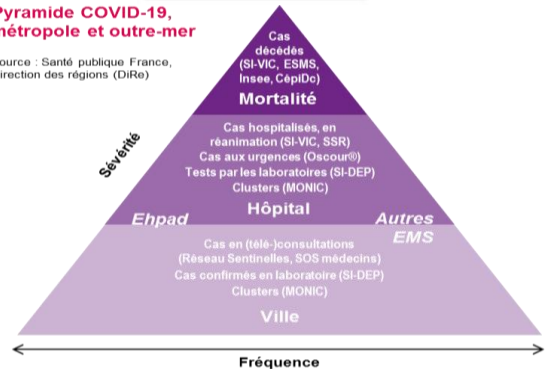 Pyramide COVID-19,
métropole et outre-mer
ource : Santé publique France,
irection des régions (DiRe)
Cas
décédés
(SI-VIC, ESMS,
Insee, CépiDc)
Mortalité
Sévérité
Cas hospitalisés, en
réanimation (SI-VIC, SSR)
Cas aux urgences (Oscour®)
Tests par les laboratoires (SI-DEP)
Clusters (MONIC)
Hôpital
Ehpad
Autres
EMS
Cas en (télé-)consultations
(Réseau Sentinelles, SOS médecins)
Cas confirmés en laboratoire (SI-DEP)
Clusters (MONIC)
Ville
Fréquence